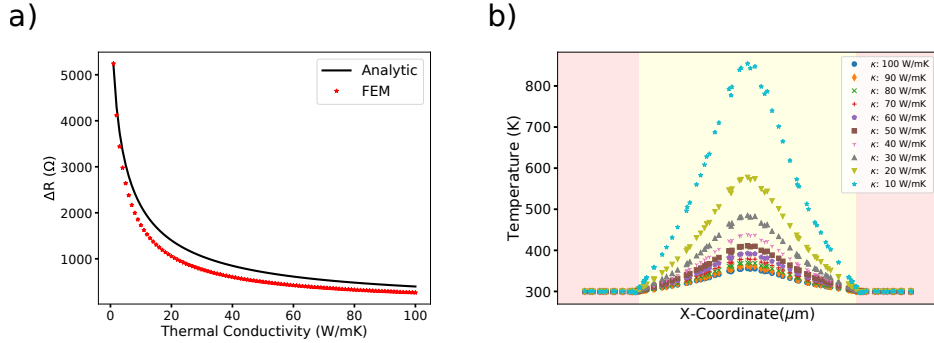 a)
5000
4000
3000
2000
1000
ΔR (Ω)
Analytic
FEM
0
20
40
60
80
100
Thermal Conductivity (W/mK)
b)
800
700
600
500
400
300
Temperature (K)
κ: 100 W/mK
κ: 90 W/mK
κ: 80 W/mK
κ: 70 W/mK
κ: 60 W/mK
κ: 50 W/mK
κ: 40 W/mK
κ: 30 W/mK
κ: 20 W/mK
κ: 10 W/mK
X-Coordinate(μm)